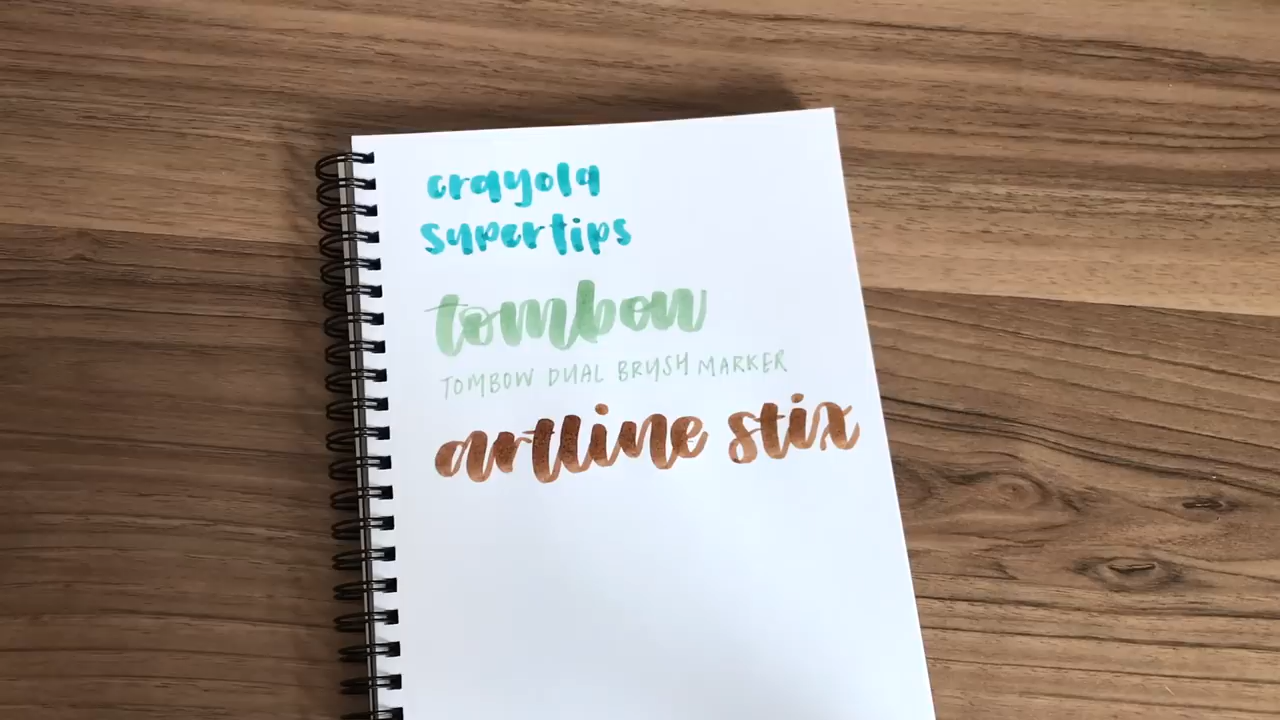 crayola
supertips
tombow
TOMBOW DUAL BRUSH MARKER
artline stix